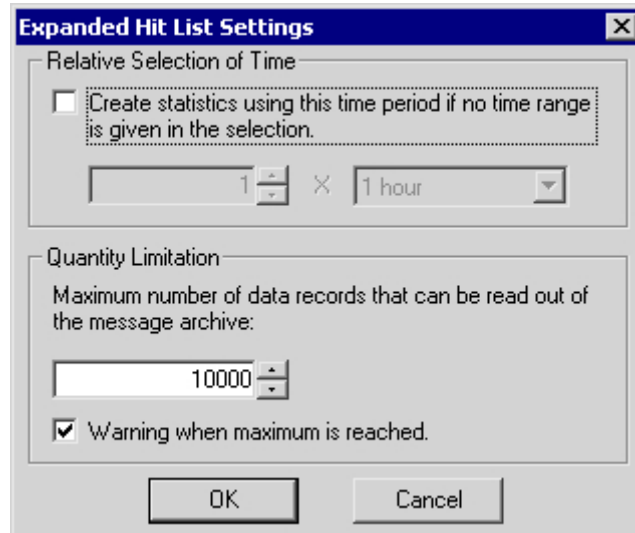 Expanded Hit List Settings
Relative Selection of Time
Create statistics using this time period if no time range
is given in the selection.
1 X 1 hour
Quantity Limitation
Maximum number of data records that can be read out of
the message archive:
10000
Warning when maximum is reached.
OK Cancel